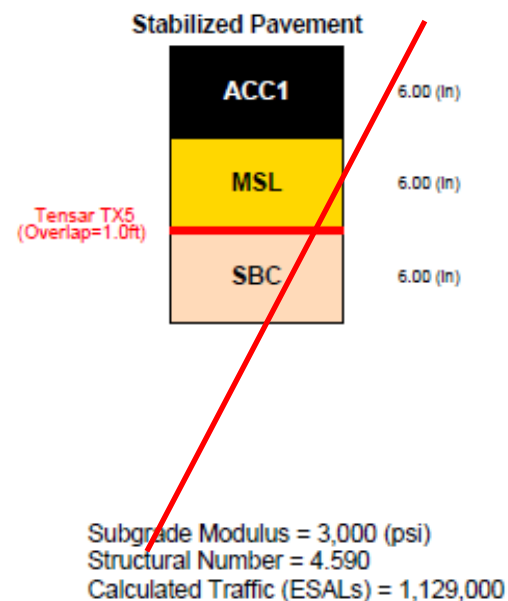 Stabilized Pavement
ACC1
6.00 (in)
MSL
6.00 (in)
Tensar TX5
(Overlap=1.0ft)
SBC
6.00 (in)
Subgrade Modulus = 3,000 (psi)
Structural Number = 4.590
Calculated Traffic (ESALs) = 1,129,000